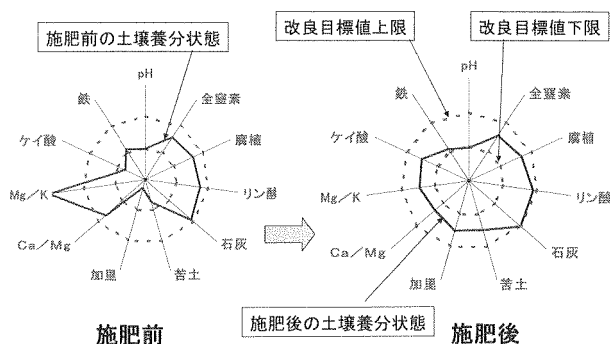 施肥前の土壌養分状態
改良目標値上限
改良目標値下限
pH
全窒素
腐植
リン酸
石灰
苦土
加里
Ca/Mg
Mg/K
ケイ酸
鉄
pH
全窒素
腐植
リン酸
石灰
苦土
加里
Ca/Mg
Mg/K
ケイ酸
鉄
施肥後の土壌養分状態
施肥前
施肥後